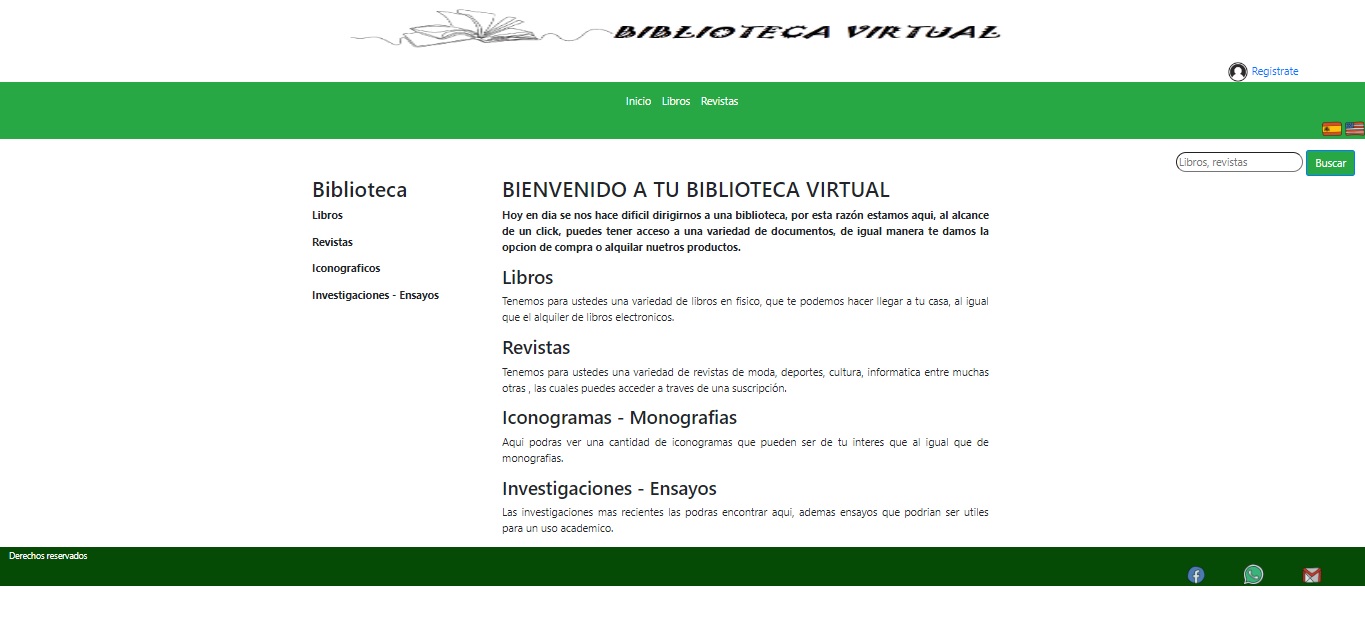 BIBLIOTECA VIRTUAL
Registrate
Inicio Libros Revistas
Libros, revistas Buscar
Biblioteca
Libros
Revistas
Iconograficos
Investigaciones - Ensayos
BIENVENIDO A TU BIBLIOTECA VIRTUAL
Hoy en dia se nos hace dificil dirigirnos a una biblioteca, por esta razón estamos aqui, al alcance
de un click, puedes tener acceso a una variedad de documentos, de igual manera te damos la
opcion de compra o alquilar nuetros productos.
Libros
Tenemos para ustedes una variedad de libros en fisico, que te podemos hacer llegar a tu casa, al igual
que el alquiler de libros electronicos.
Revistas
Tenemos para ustedes una variedad de revistas de moda, deportes, cultura, informatica entre muchas
otras , las cuales puedes acceder a traves de una suscripción.
Iconogramas - Monografias
Aqui podras ver una cantidad de iconogramas que pueden ser de tu interes que al igual que de
monografias.
Investigaciones - Ensayos
Las investigaciones mas recientes las podras encontrar aqui, ademas ensayos que podrian ser utiles
para un uso academico.
Derechos reservados